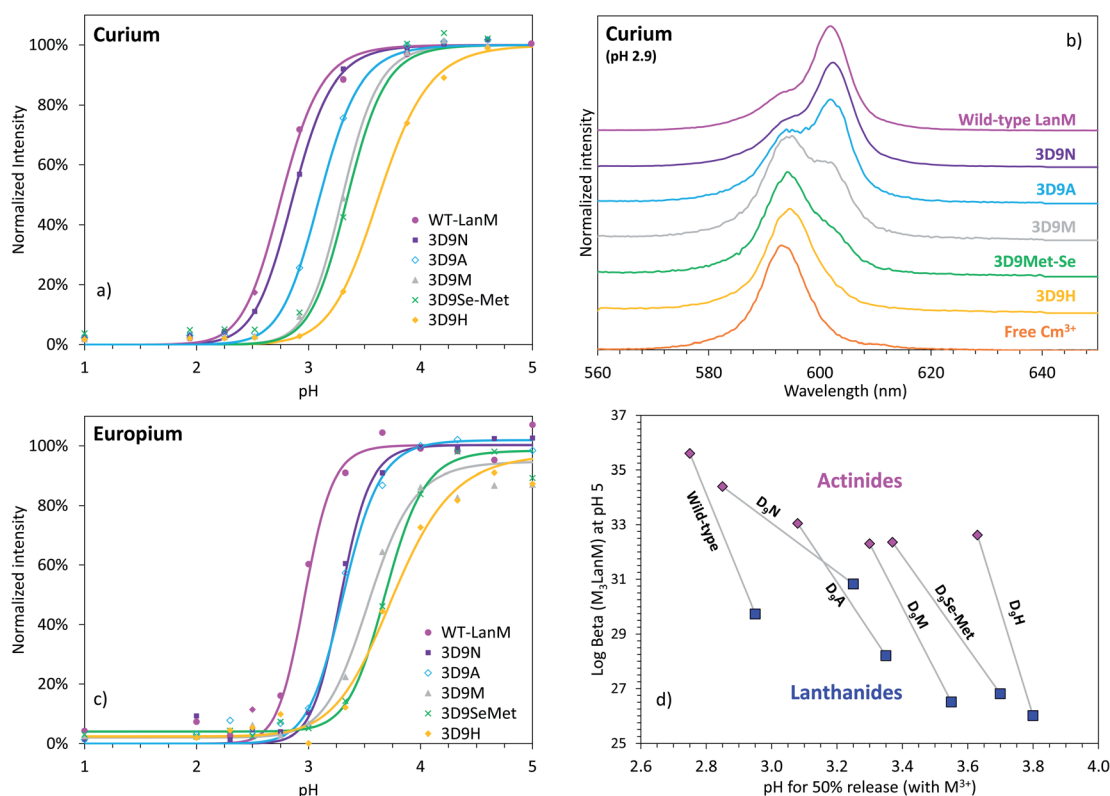 Curium
a)
Normalized Intensity
100%
80%
60%
40%
20%
0%
1
2
3
4
5
pH
WT-LanM
3D9N
3D9A
3D9M
3D9Se-Met
3D9H
Curium
(pH 2.9)
b)
Normalized intensity
Wild-type LanM
3D9N
3D9A
3D9M
3D9Met-Se
3D9H
Free Cm³⁺
560
580
600
620
640
Wavelength (nm)
Europium
c)
Normalized intensity
100%
80%
60%
40%
20%
0%
1
2
3
4
5
pH
WT-LanM
3D9N
3D9A
3D9M
3D9SeMet
3D9H
Log Beta (M₃LanM) at pH 5
37
35
33
31
29
27
25
Actinides
Wild-type
D₉N
D₉A
D₉M
D₉Se-Met
D₉H
Lanthanides
d)
2.6
2.8
3.0
3.2
3.4
3.6
3.8
4.0
pH for 50% release (with M³⁺)